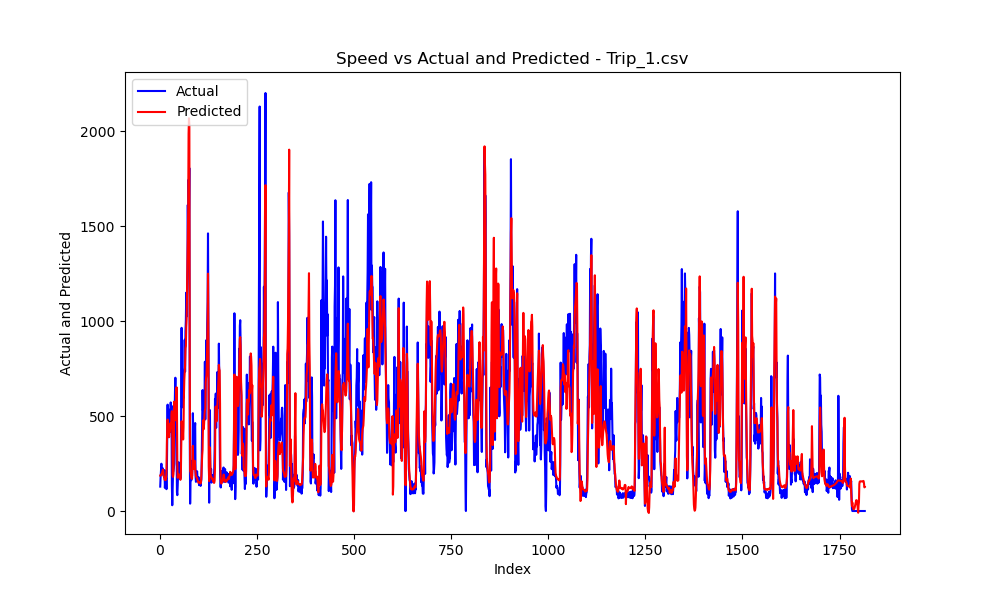 Speed vs Actual and Predicted - Trip_1.csv
Actual
Predicted
2000
1500
1000
500
0
Actual and Predicted
0 250 500 750 1000 1250 1500 1750
Index